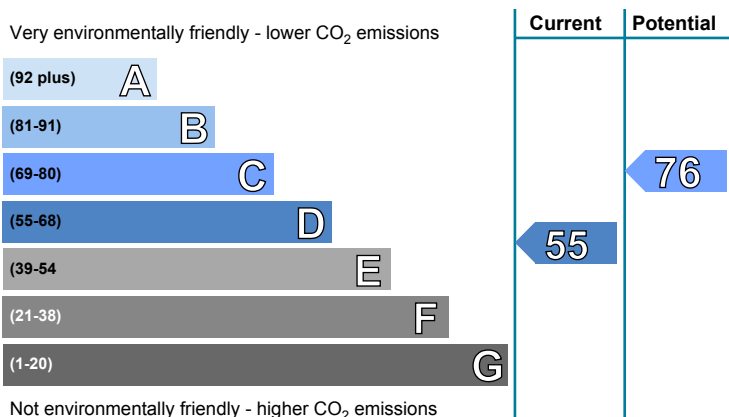 Very environmentally friendly - lower CO2 emissions
Current
Potential
(92 plus) A
(81-91) B
(69-80) C
76
(55-68) D
55
(39-54 E
(21-38) F
(1-20) G
Not environmentally friendly - higher CO2 emissions